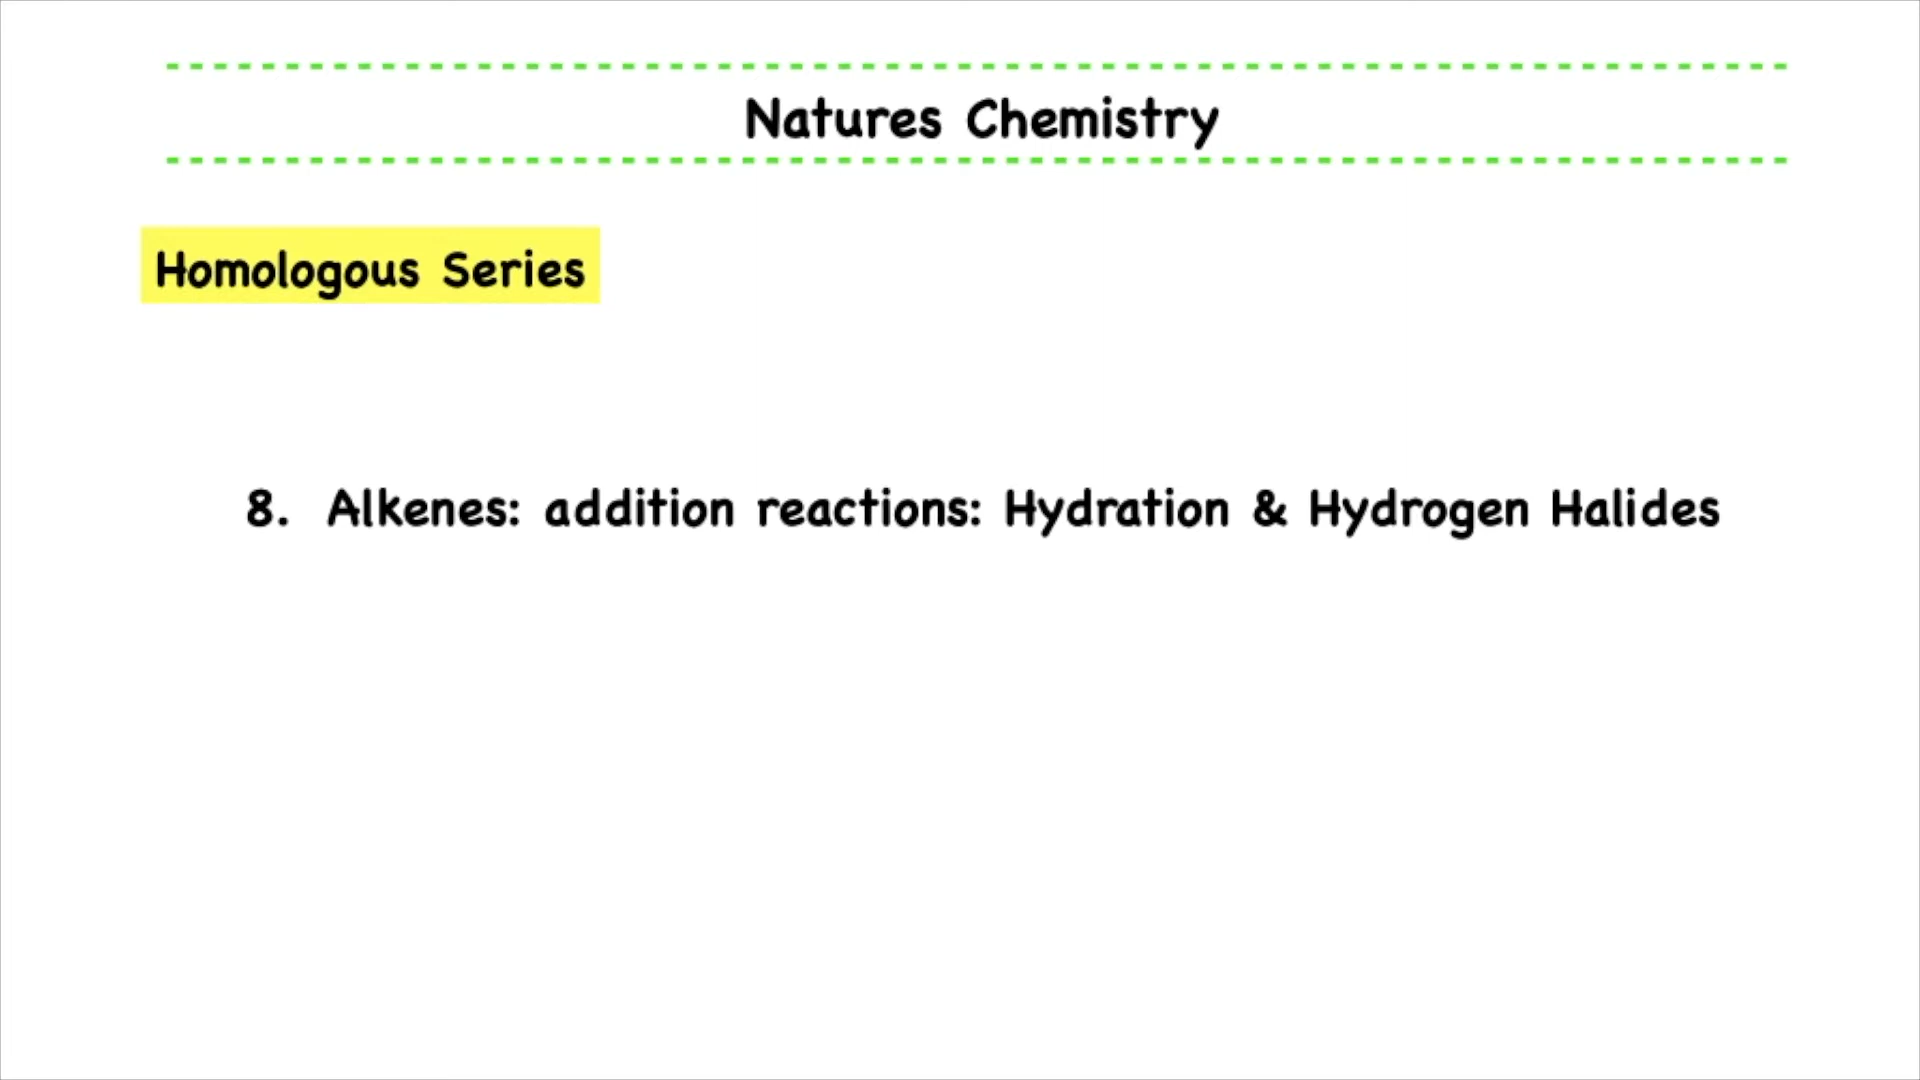 Natures Chemistry
Homologous Series
8. Alkenes: addition reactions: Hydration & Hydrogen Halides